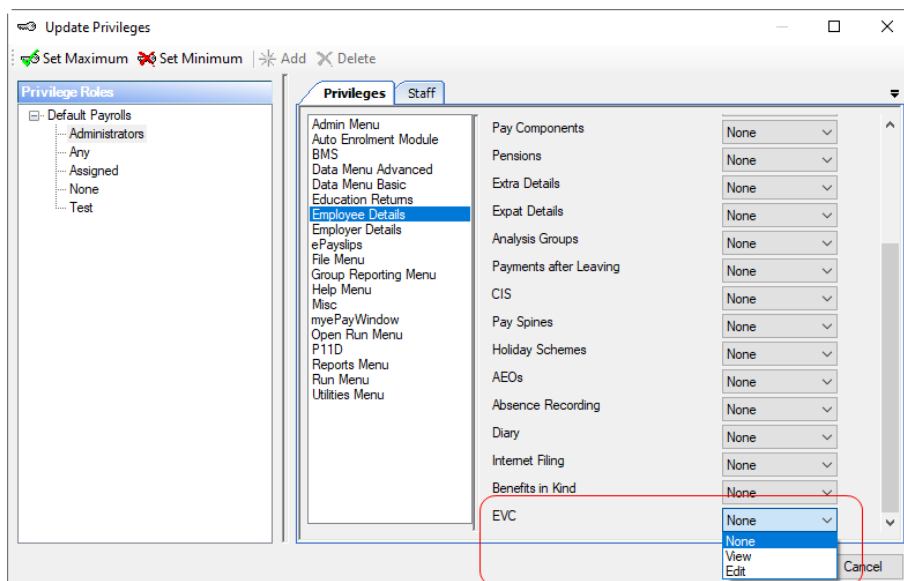 Update Privileges
Set Maximum Set Minimum Add Delete
Privilege Roles
Default Payrolls
Administrators
Any
Assigned
None
Test
Privileges Staff
Admin Menu
Auto Enrolment Module
BMS
Data Menu Advanced
Data Menu Basic
Education Returns
Employee Details
Employer Details
ePayslips
File Menu
Group Reporting Menu
Help Menu
Misc
myePayWindow
Open Run Menu
P11D
Reports Menu
Run Menu
Utilities Menu
Pay Components None
Pensions None
Extra Details None
Expat Details None
Analysis Groups None
Payments after Leaving None
CIS None
Pay Spines None
Holiday Schemes None
AEOs None
Absence Recording None
Diary None
Internet Filing None
Benefits in Kind None
EVC None
None
View
Edit
Cancel